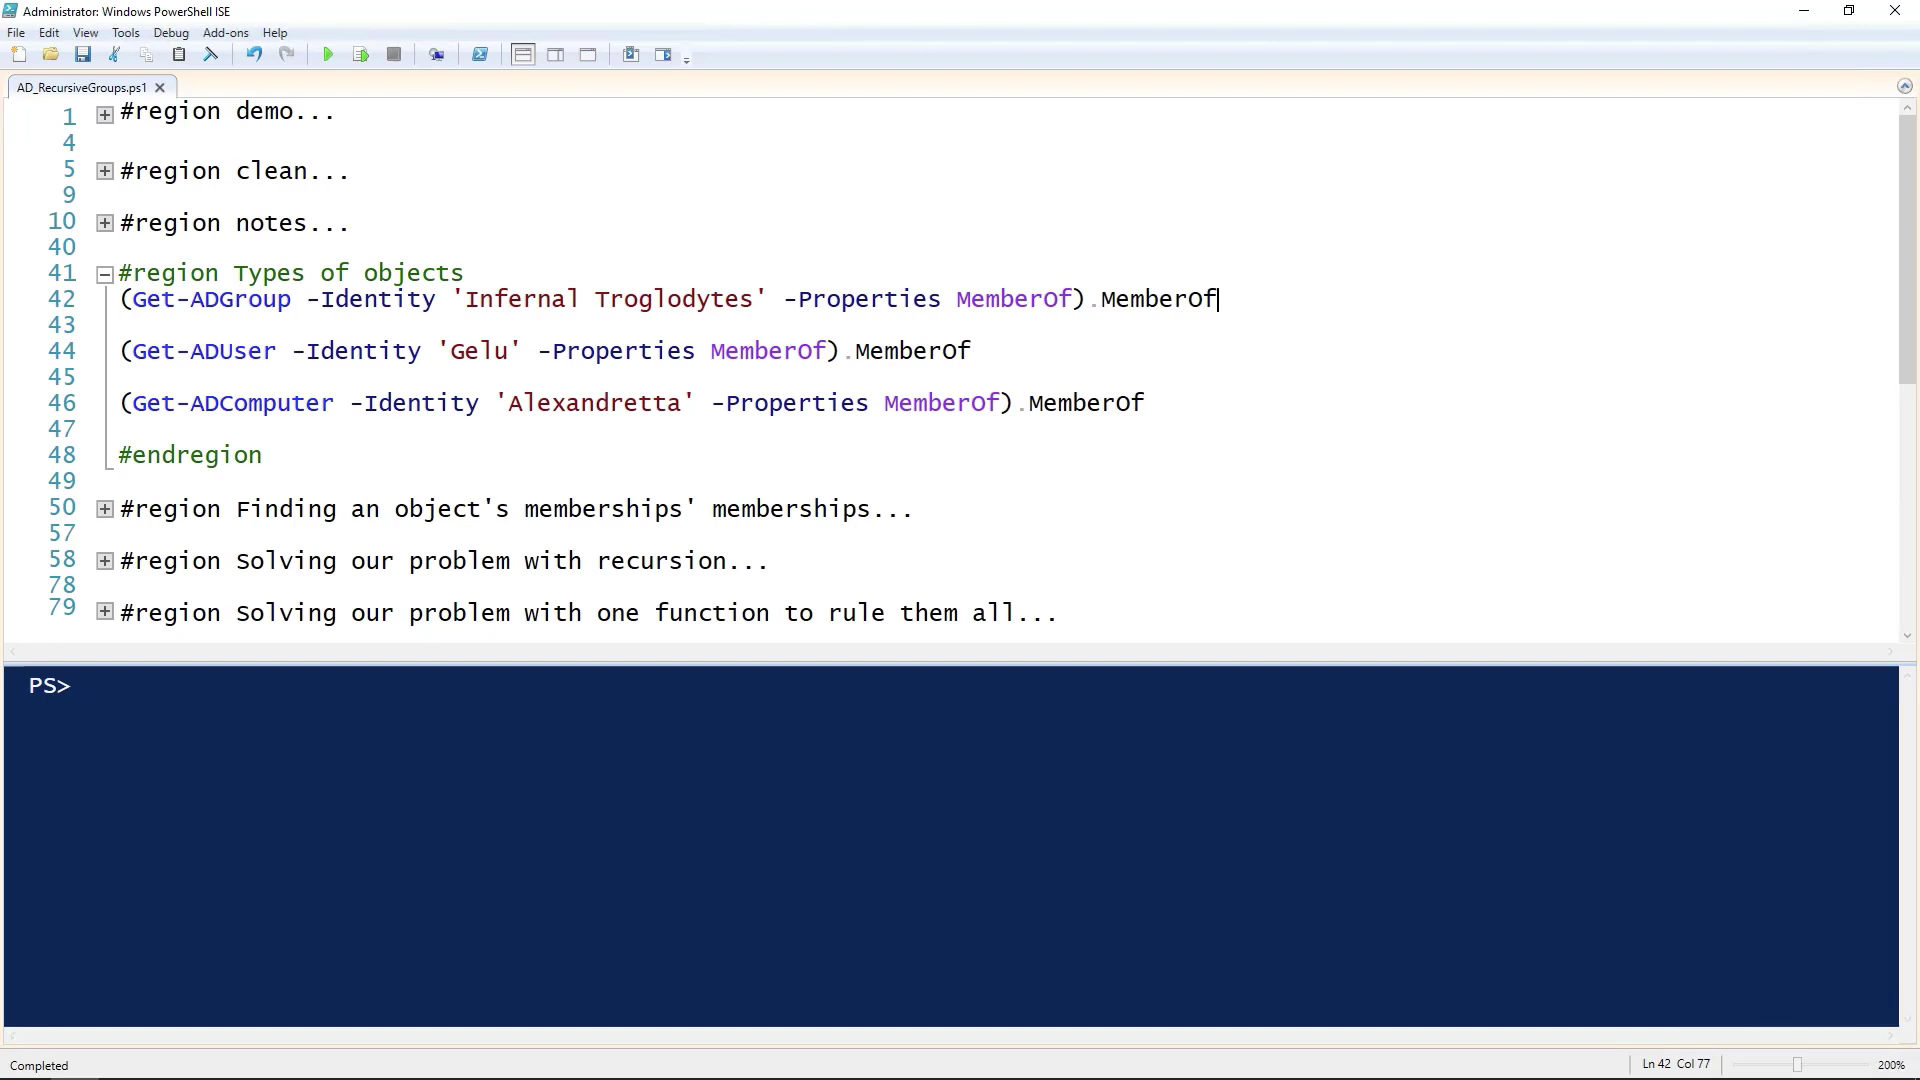 Administrator: Windows PowerShell ISE
File Edit View Tools Debug Add-ons Help
AD_RecursiveGroups.ps1
1 #region demo...
4
5 #region clean...
9
10 #region notes...
40
41 #region Types of objects
42 (Get-ADGroup -Identity 'Infernal Troglodytes' -Properties MemberOf).MemberOf
43
44 (Get-ADUser -Identity 'Gelu' -Properties MemberOf).MemberOf
45
46 (Get-ADComputer -Identity 'Alexandretta' -Properties MemberOf).MemberOf
47
48 #endregion
49
50 #region Finding an object's memberships' memberships...
57
58 #region Solving our problem with recursion...
78
79 #region Solving our problem with one function to rule them all...
PS>
Completed
Ln 42 Col 77
200%